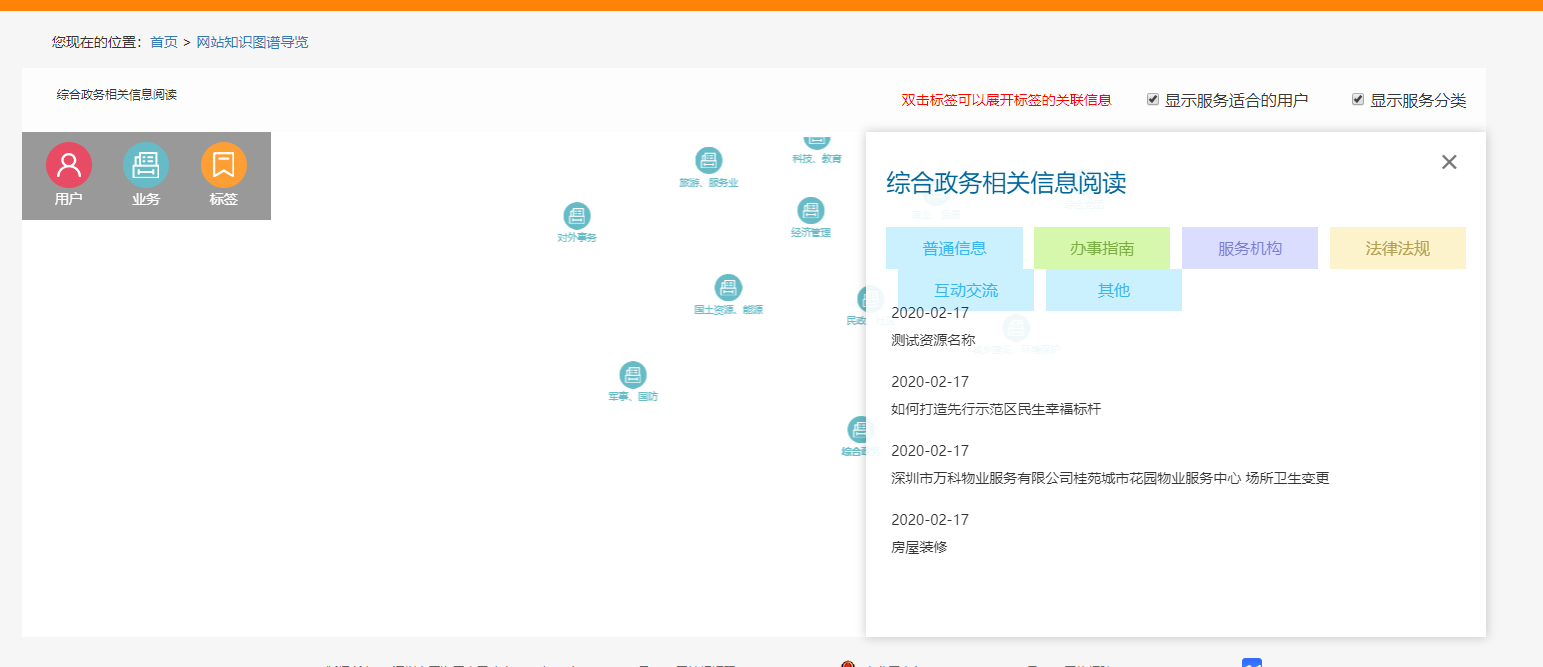 您现在的位置： 首页 > 网站知识图谱导览
综合政务相关信息阅读
双击标签可以展开标签的关联信息
显示服务适合的用户
显示服务分类
用户 业务 标签
科技、教育
旅游、服务业
对外事务
经济管理
国土资源、能源
民政
军事、国防
综合政
综合政务相关信息阅读
普通信息 办事指南 服务机构 法律法规
互动交流 其他
2020-02-17
测试资源名称
2020-02-17
如何打造先行示范区民生幸福标杆
2020-02-17
深圳市万科物业服务有限公司桂苑城市花园物业服务中心 场所卫生变更
2020-02-17
房屋装修